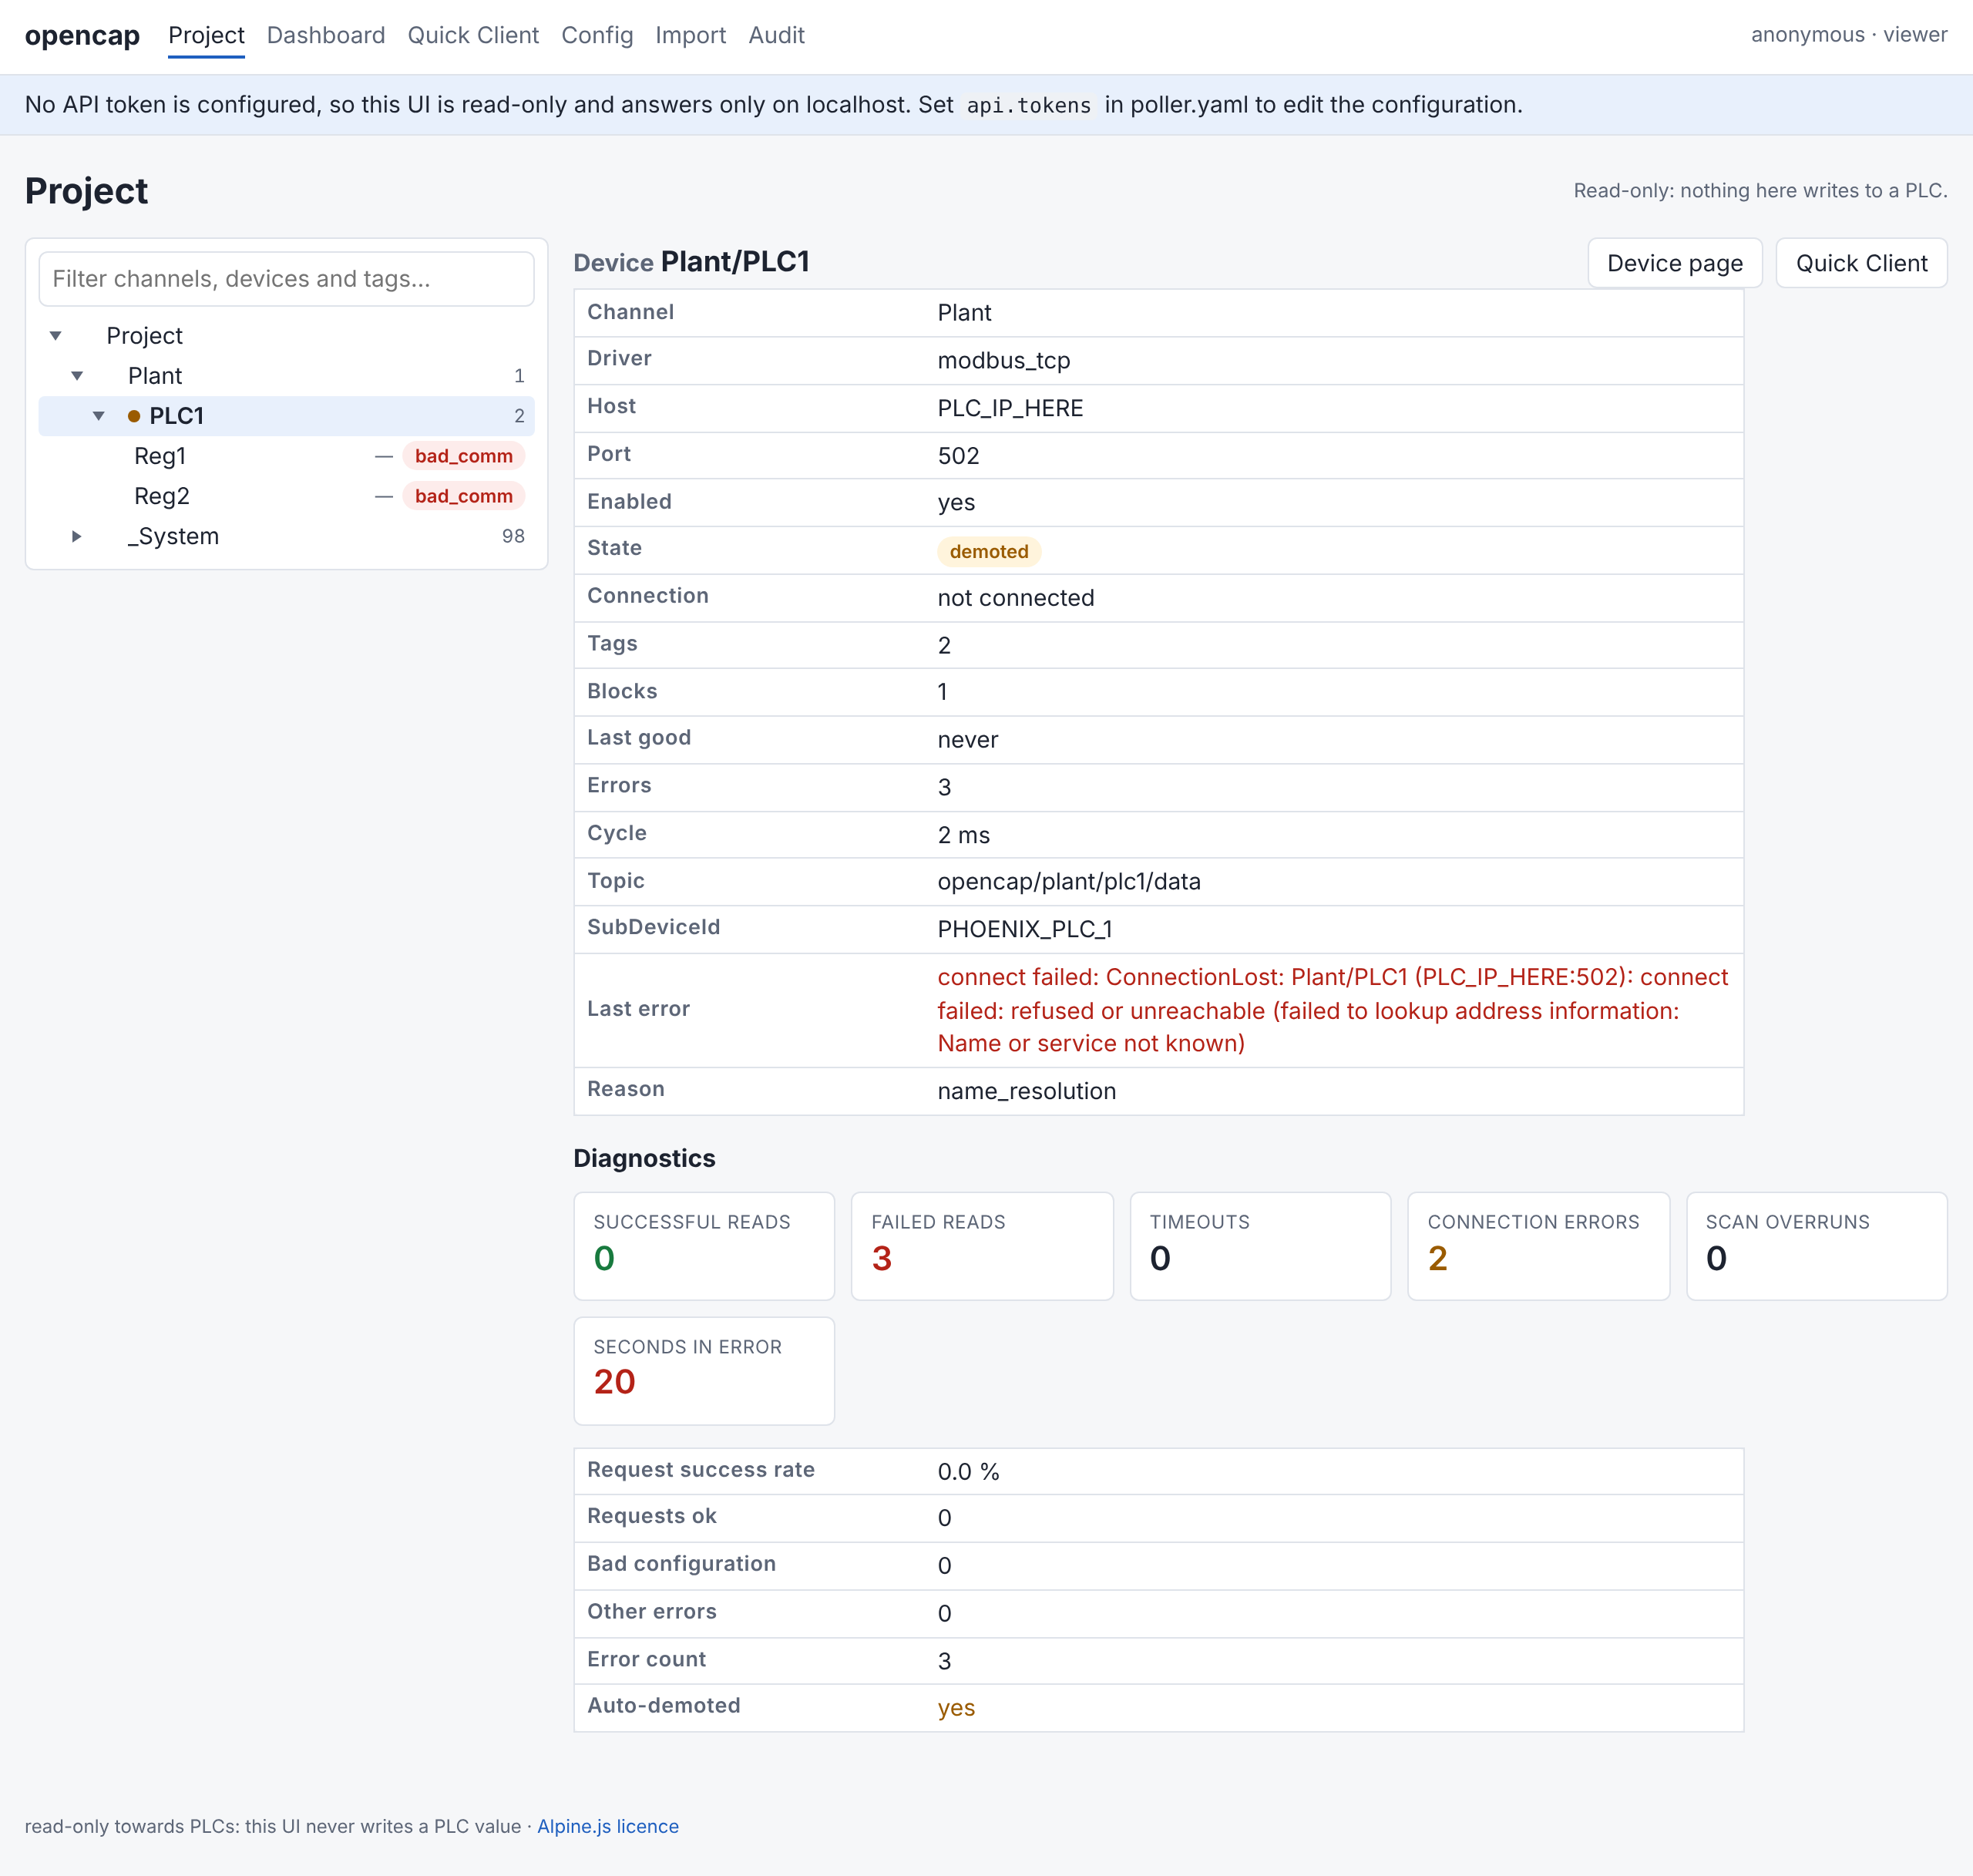 opencap Project Dashboard Quick Client Config Import Audit anonymous · viewer
No API token is configured, so this UI is read-only and answers only on localhost. Set api.tokens in poller.yaml to edit the configuration.
Project
Read-only: nothing here writes to a PLC.
Filter channels, devices and tags...
Project
Plant 1
PLC1 2
Reg1 — bad_comm
Reg2 — bad_comm
_System 98
Device Plant/PLC1
Device page Quick Client
Channel Plant
Driver modbus_tcp
Host PLC_IP_HERE
Port 502
Enabled yes
State demoted
Connection not connected
Tags 2
Blocks 1
Last good never
Errors 3
Cycle 2 ms
Topic opencap/plant/plc1/data
SubDeviceId PHOENIX_PLC_1
Last error connect failed: ConnectionLost: Plant/PLC1 (PLC_IP_HERE:502): connect
failed: refused or unreachable (failed to lookup address information:
Name or service not known)
Reason name_resolution
Diagnostics
SUCCESSFUL READS
0
FAILED READS
3
TIMEOUTS
0
CONNECTION ERRORS
2
SCAN OVERRUNS
0
SECONDS IN ERROR
20
Request success rate 0.0 %
Requests ok 0
Bad configuration 0
Other errors 0
Error count 3
Auto-demoted yes
read-only towards PLCs: this UI never writes a PLC value · Alpine.js licence